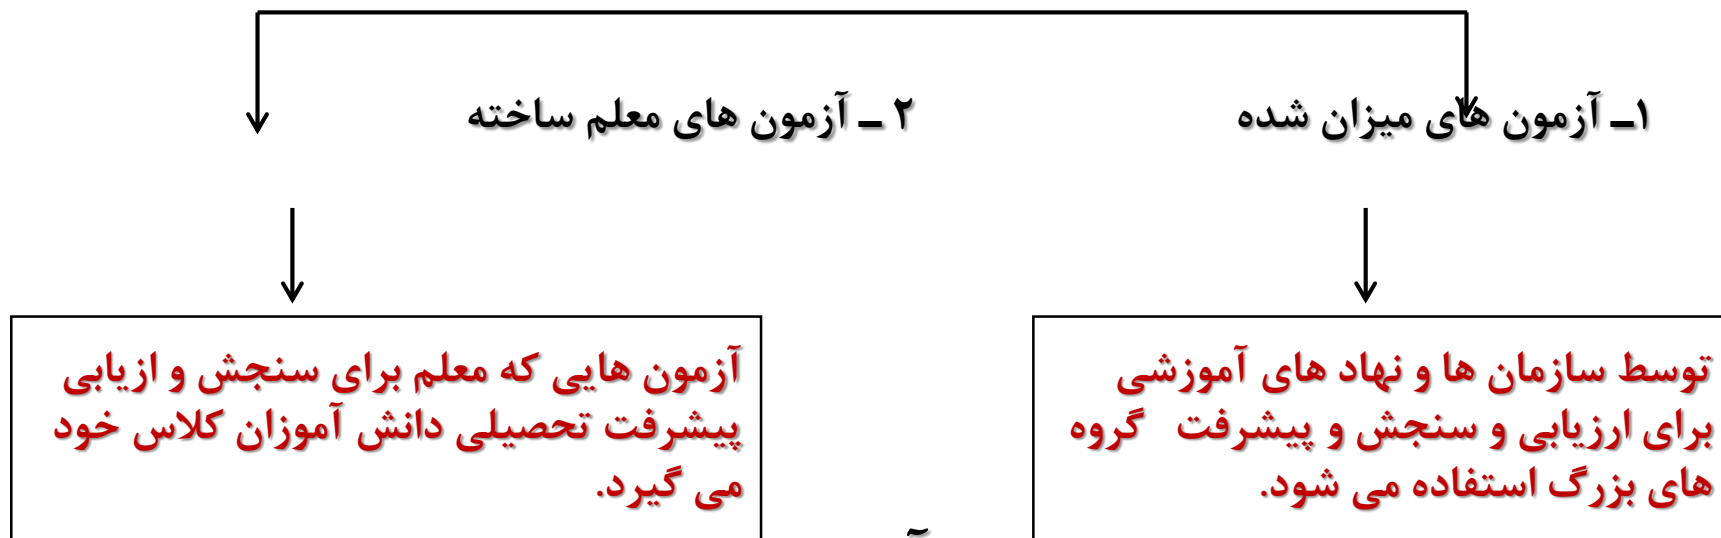 ۱ـ آزمون های میزان شده
۲ ـ آزمون های معلم ساخته
توسط سازمان ها و نهاد های آموزشی
برای ارزیابی و سنجش و پیشرفت گروه
های بزرگ استفاده می شود.
آزمون هایی که معلم برای سنجش و ازیابی
پیشرفت تحصیلی دانش آموزان کلاس خود
می گیرد.